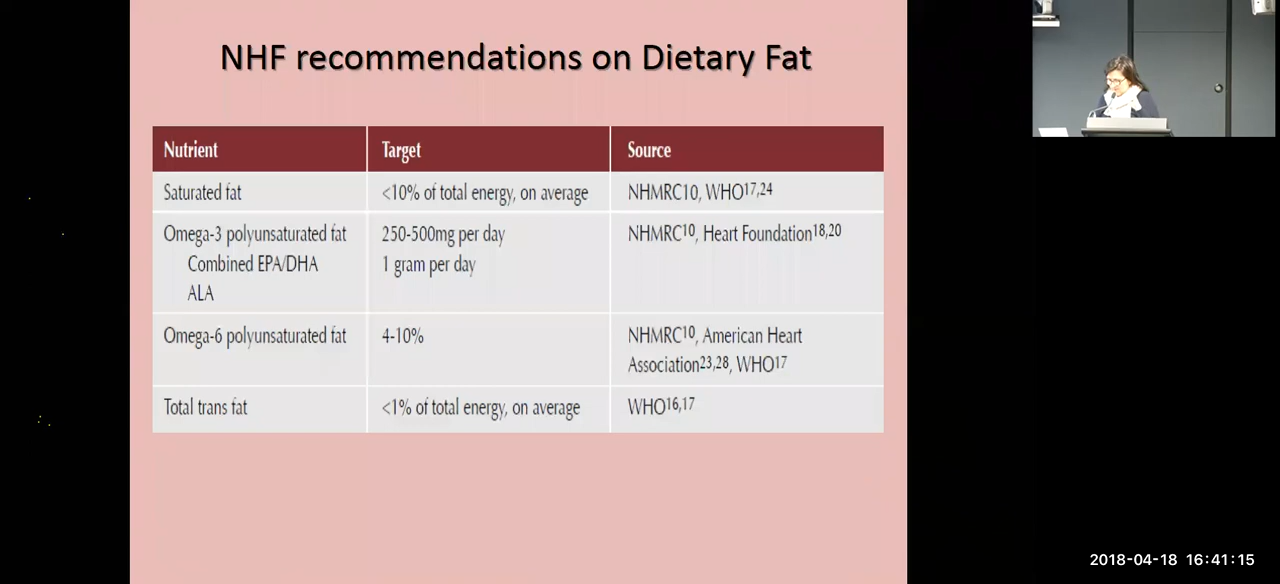 NHF recommendations on Dietary Fat
Nutrient Target Source
Saturated fat <10% of total energy, on average NHMRC10, WHO17,24
Omega-3 polyunsaturated fat 250-500mg per day NHMRC10, Heart Foundation18,20
Combined EPA/DHA 1 gram per day
ALA
Omega-6 polyunsaturated fat 4-10% NHMRC10, American Heart
Association23,28, WHO17
Total trans fat <1% of total energy, on average WHO16,17
2018-04-18 16:41:15